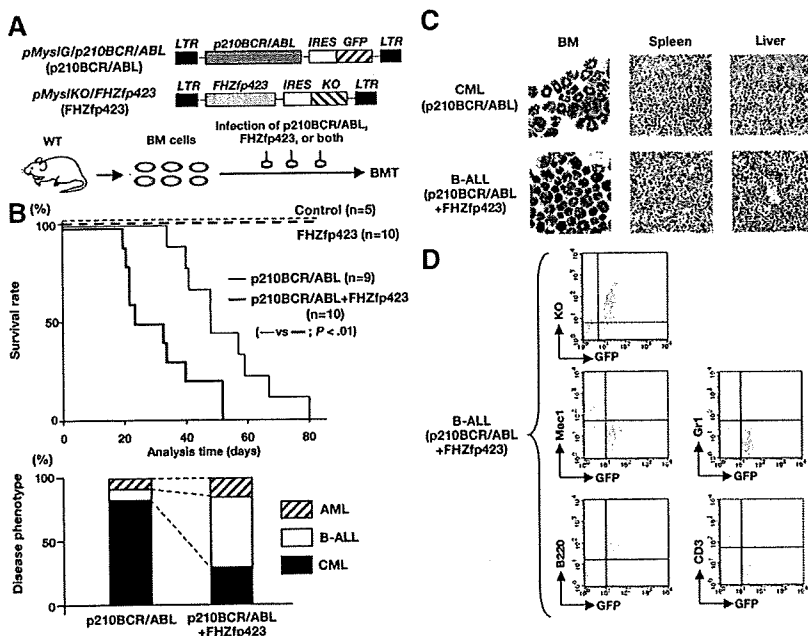 A
LTR p210BCR/ABL IRES GFP LTR
pMysIG/p210BCR/ABL
(p210BCR/ABL)
LTR FHZfp423 IRES KO LTR
pMysIKO/FHZfp423
(FHZfp423)
WT
BM cells
Infection of p210BCR/ABL,
FHZfp423, or both
BMT
B
(%)
Control (n=5)
FHZfp423 (n=10)
p210BCR/ABL (n=9)
p210BCR/ABL+FHZfp423
(n=10)
(— vs — ; P < .01)
Survival rate
100
50
0
0 20 40 60 80
Analysis time (days)
(%)
Disease phenotype
100
50
0
AML
B-ALL
CML
p210BCR/ABL
p210BCR/ABL
+FHZfp423
C
BM Spleen Liver
CML
(p210BCR/ABL)
B-ALL
(p210BCR/ABL
+FHZfp423)
D
B-ALL
(p210BCR/ABL
+FHZfp423)
KO
GFP
Mac1
GFP
Gr1
GFP
B220
GFP
CD3
GFP